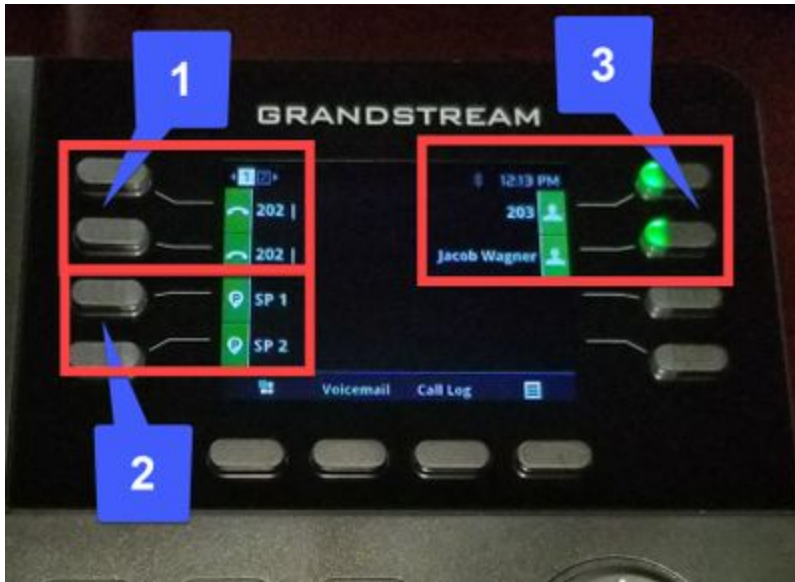 1
3
GRANDSTREAM
1 2
12:13 PM
202 |
203
202 |
Jacob Wagner
P SP 1
P SP 2
Voicemail Call Log
2